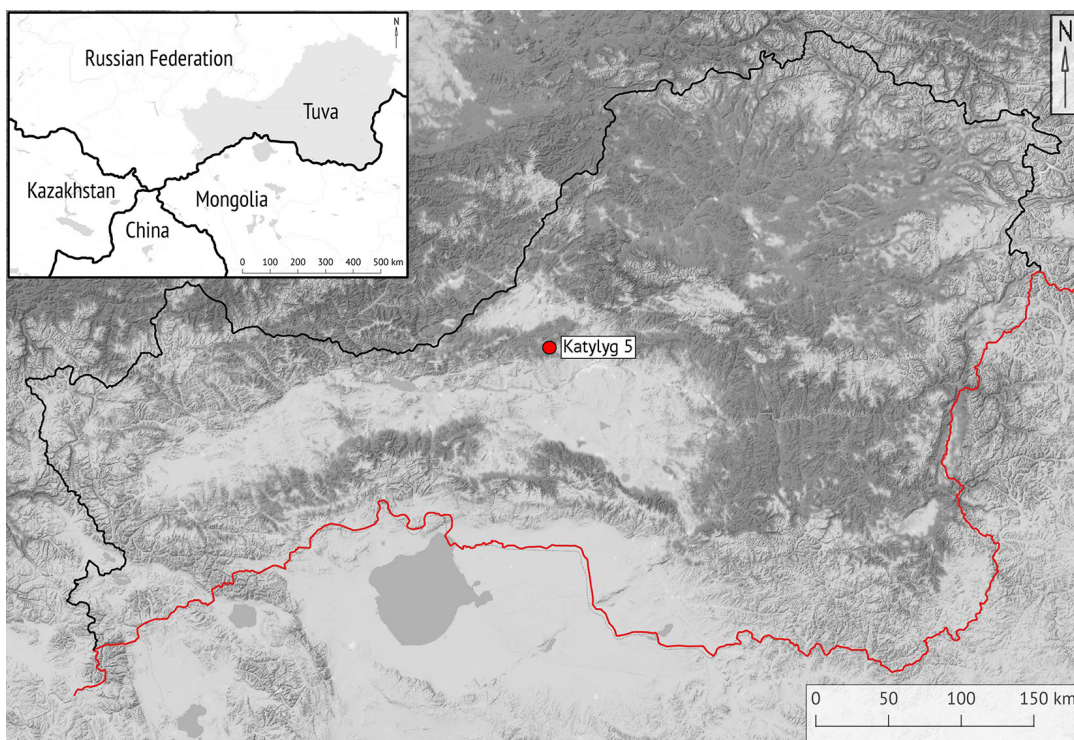 N
Russian Federation
Tuva
Kazakhstan
Mongolia
China
0 100 200 300 400 500 km
N
Katylyg 5
0 50 100 150 km